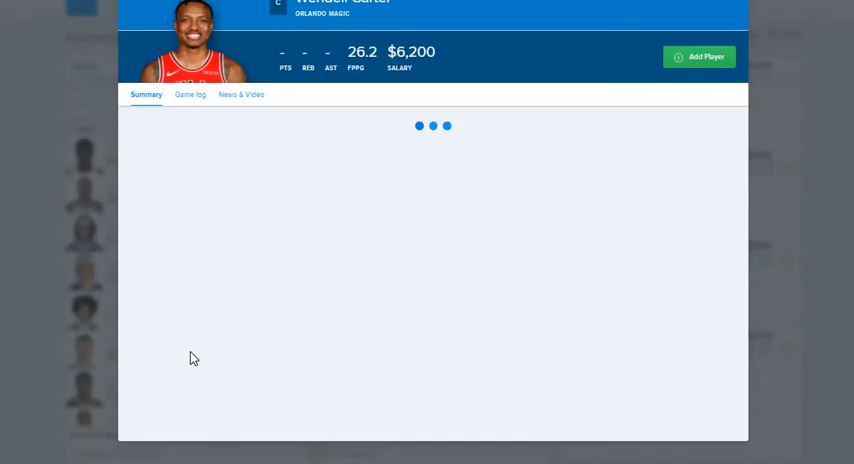 C
Wendell Carter
ORLANDO MAGIC
- - - 26.2 $6,200
PTS REB AST FPPG SALARY
Add Player
Summary Game log News & Video